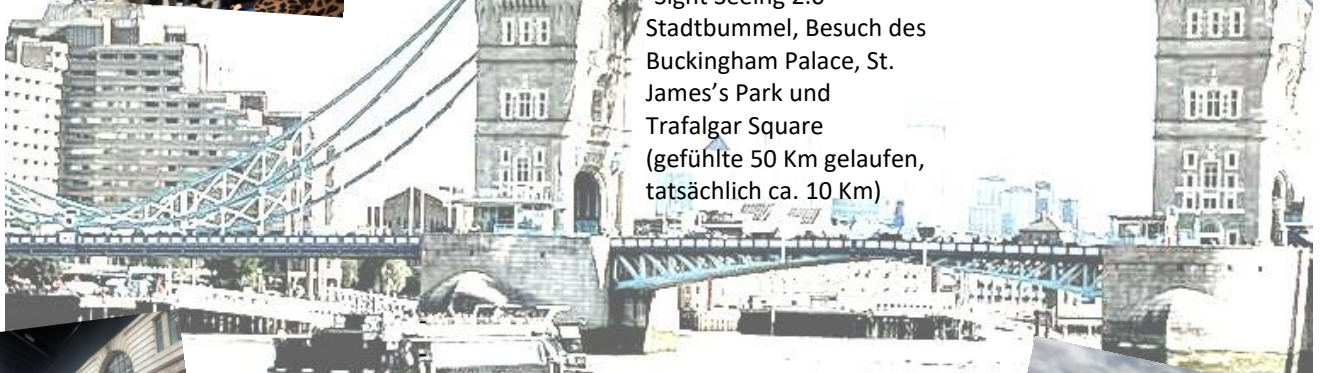 Sight Seeing 2.0
Stadtbummel, Besuch des
Buckingham Palace, St.
James’s Park und
Trafalgar Square
(gefühlte 50 Km gelaufen,
tatsächlich ca. 10 Km)